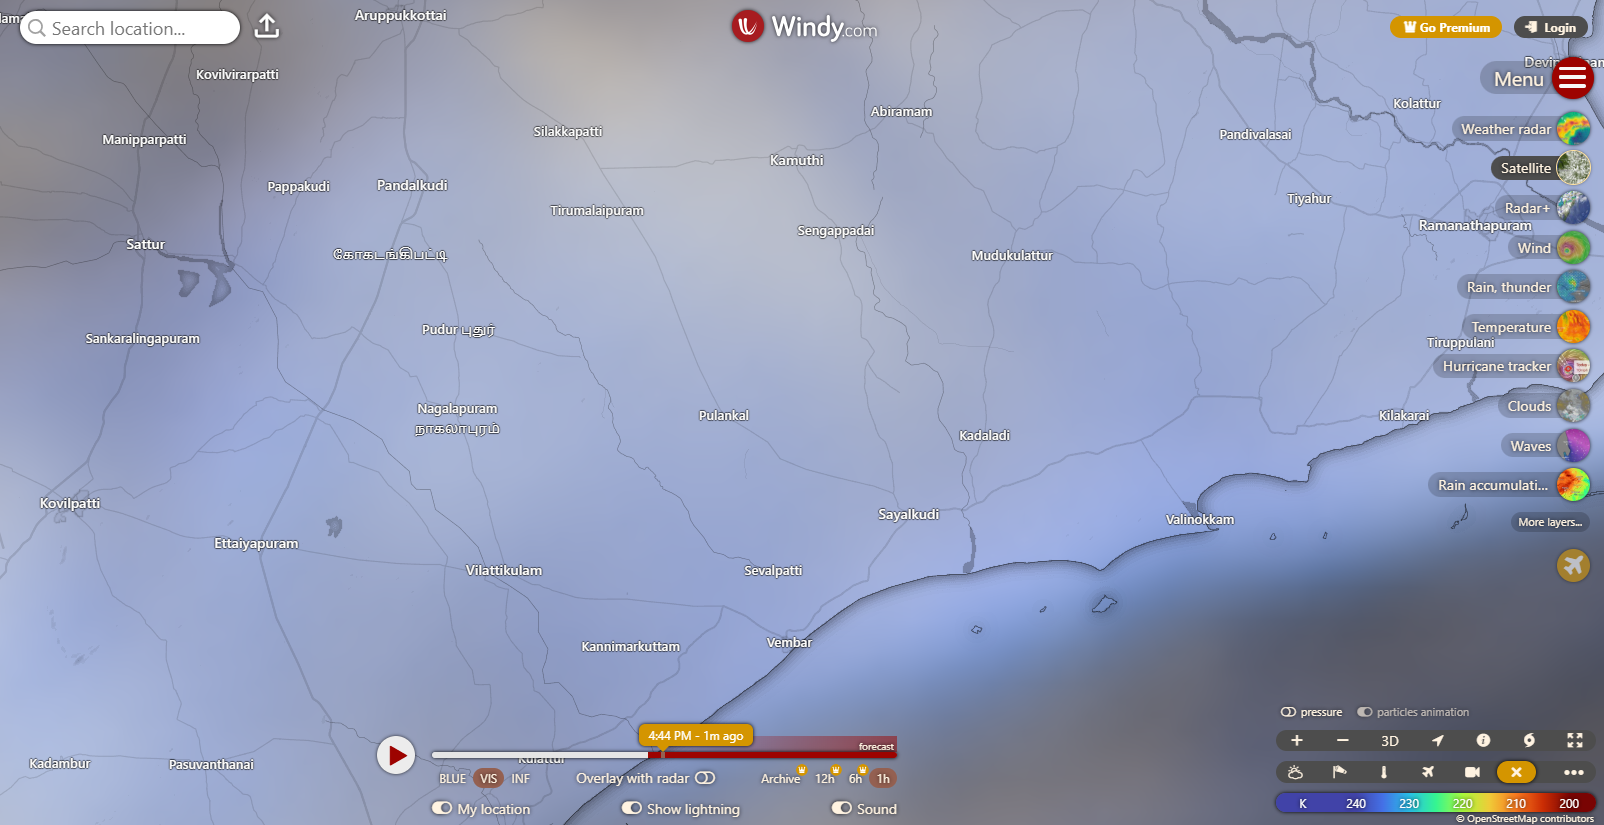 Search location...
Aruppukkottai
Windy.com
Go Premium
Login
Menu
Kovilvirarpatti
Kolattur
Abiramam
Weather radar
Silakkapatti
Pandivalasai
Manipparpatti
Kamuthi
Satellite
Pappakudi
Pandalkudi
Tiyahur
Radar+
Tirumalaipuram
Ramanathapuram
Sengappadai
Sattur
Wind
கோகடங்கிபட்டி
Mudukulattur
Rain, thunder
Pudur புதுர்
Temperature
Sankaralingapuram
Tiruppulani
Hurricane tracker
Nagalapuram
நாகலாபுரம்
Pulankal
Clouds
Kilakarai
Kadaladi
Waves
Rain accumulati...
Kovilpatti
Sayalkudi
Valinokkam
More layers...
Ettaiyapuram
Vilattikulam
Sevalpatti
Kannimarkuttam
Vembar
pressure
particles animation
4:44 PM - 1m ago
forecast
3D
Kadambur
Pasuvanthanai
Kulattur
BLUE VIS INF
Overlay with radar
Archive 12h 6h 1h
My location
Show lightning
Sound
K 240 230 220 210 200
© OpenStreetMap contributors